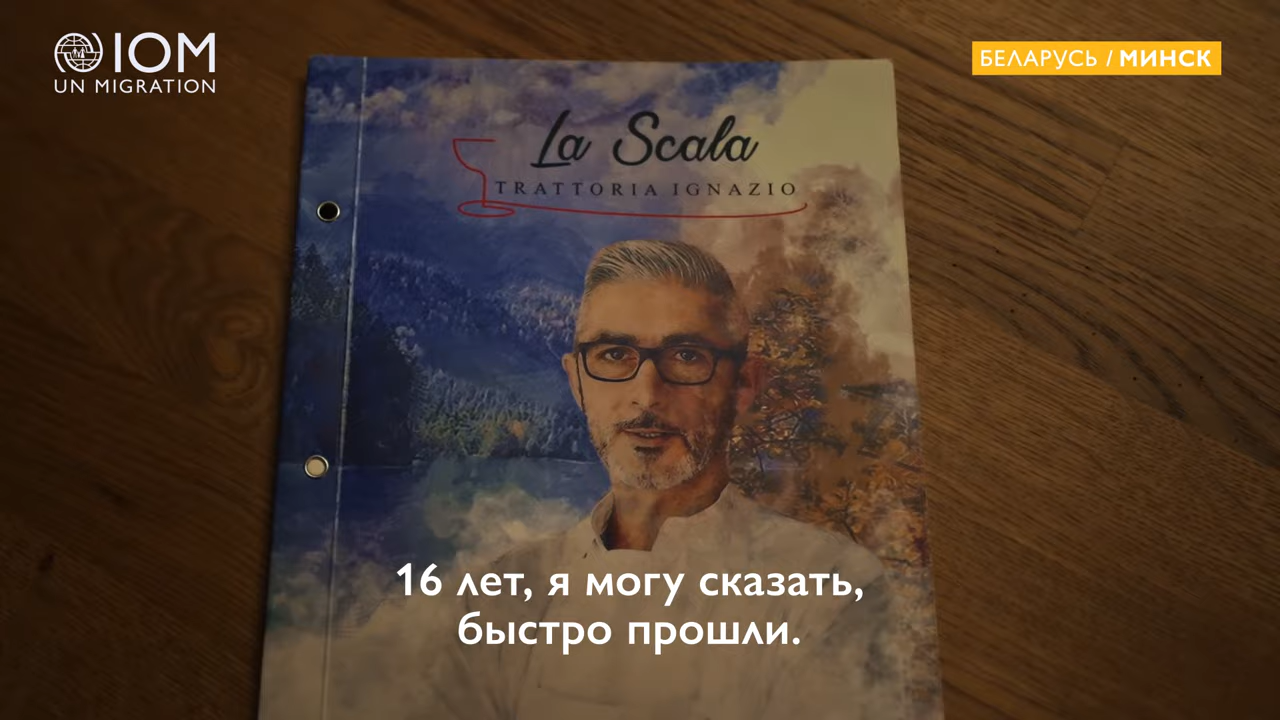 IOM
UN MIGRATION
БЕЛАРУСЬ / МИНСК
La Scala
TRATTORIA IGNAZIO
16 лет, я могу сказать,
быстро прошли.